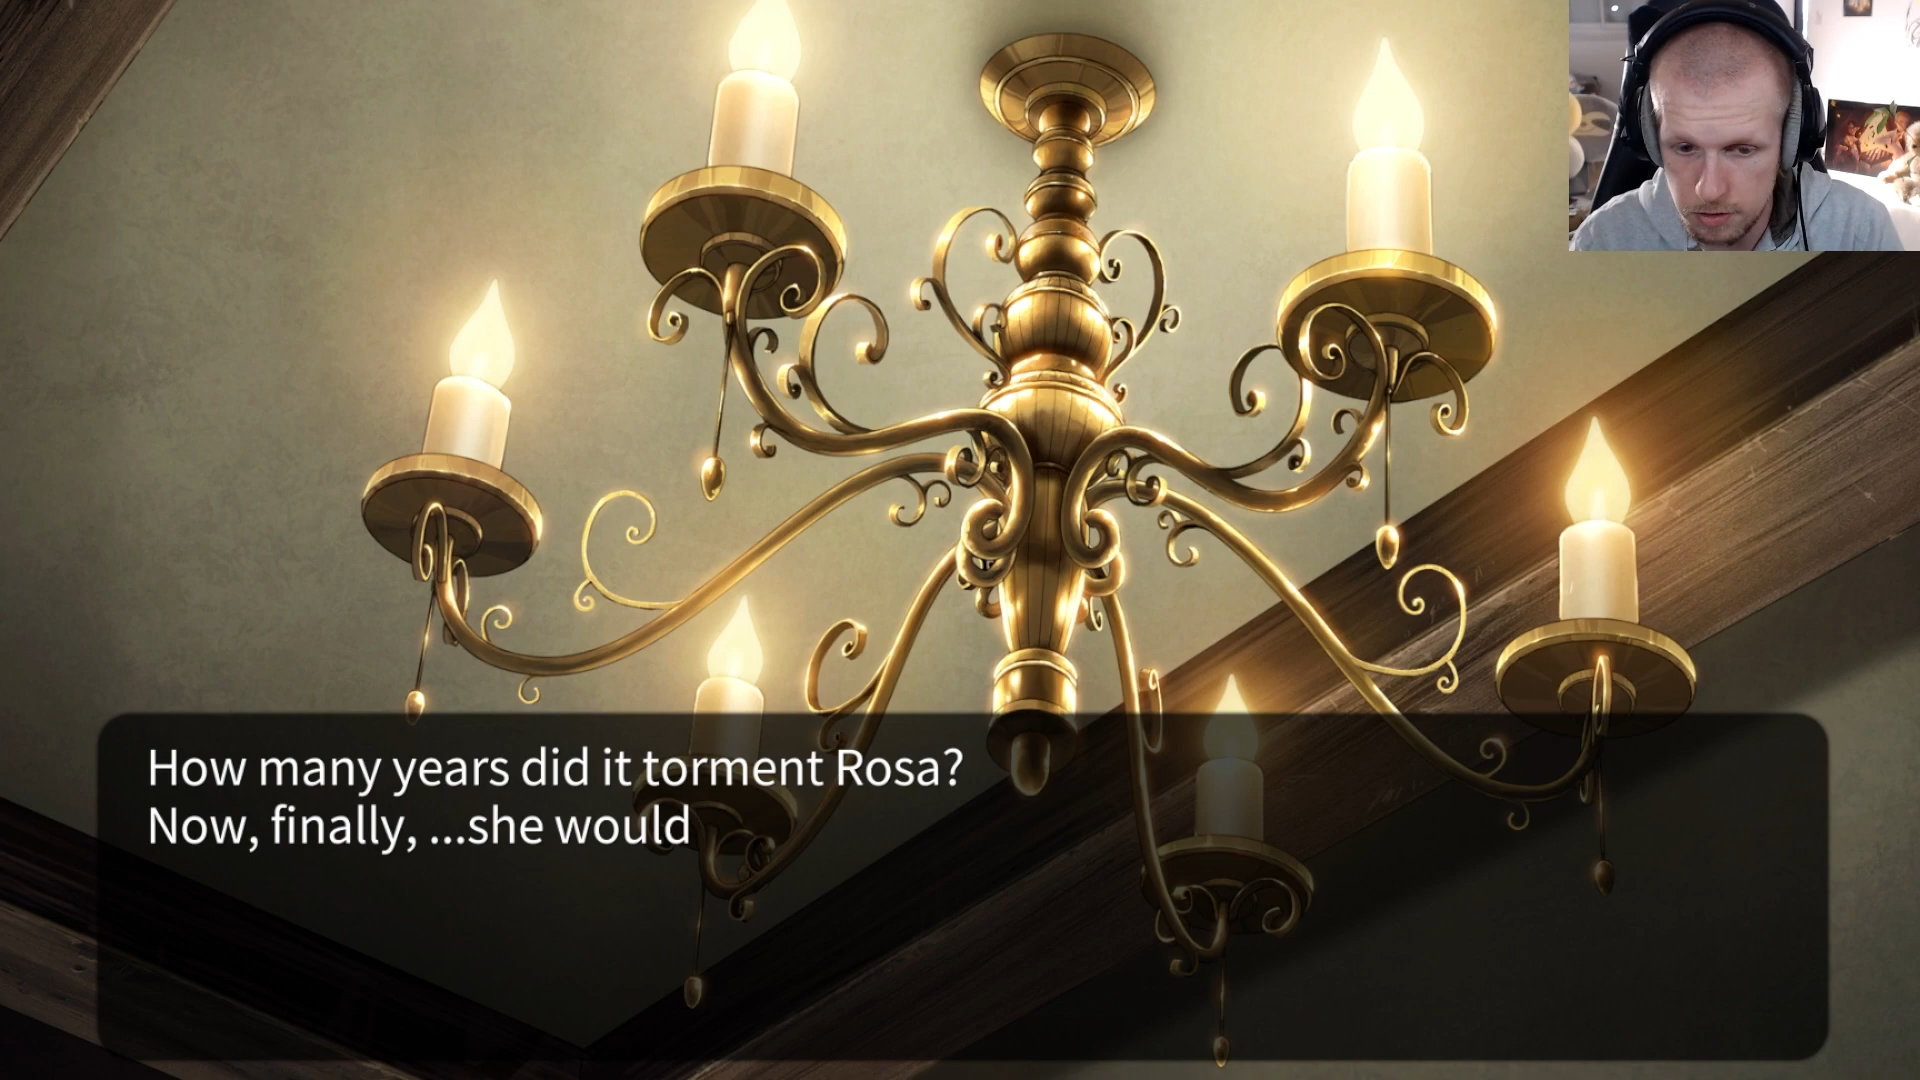 How many years did it torment Rosa?
Now, finally, ...she would